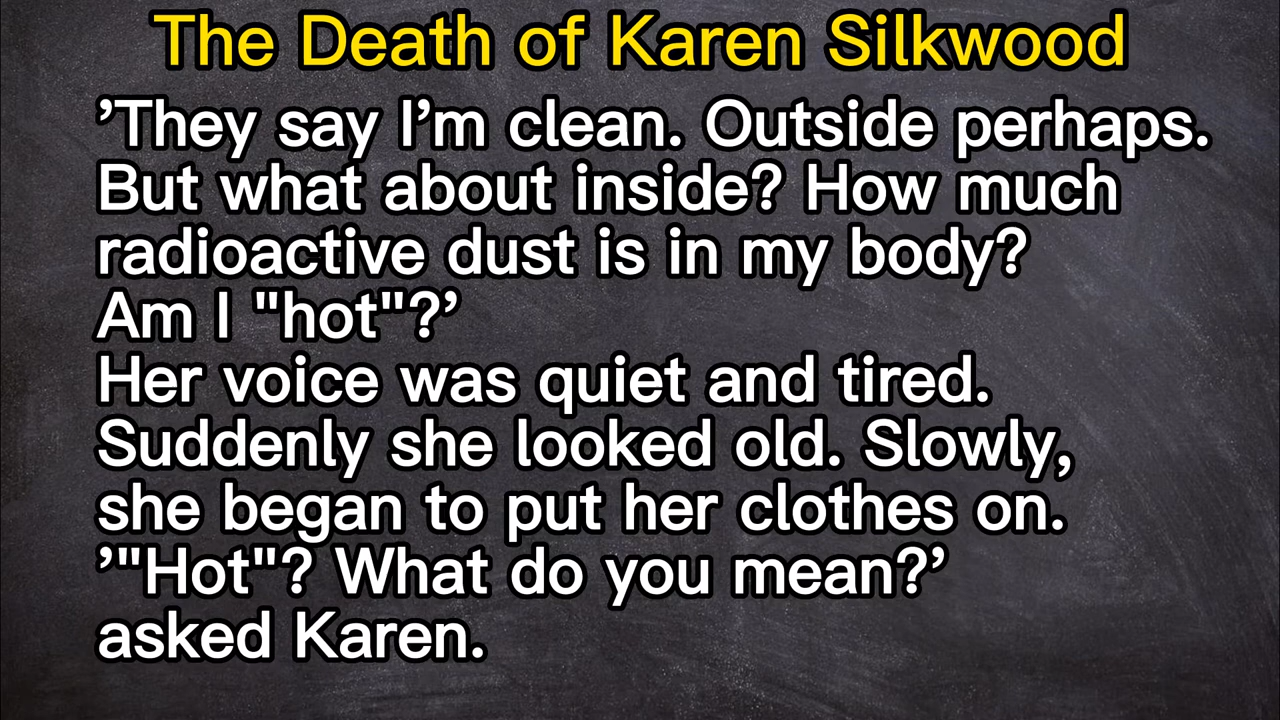 The Death of Karen Silkwood
’They say I’m clean. Outside perhaps.
But what about inside? How much
radioactive dust is in my body?
Am I "hot"?’
Her voice was quiet and tired.
Suddenly she looked old. Slowly,
she began to put her clothes on.
’"Hot"? What do you mean?’
asked Karen.